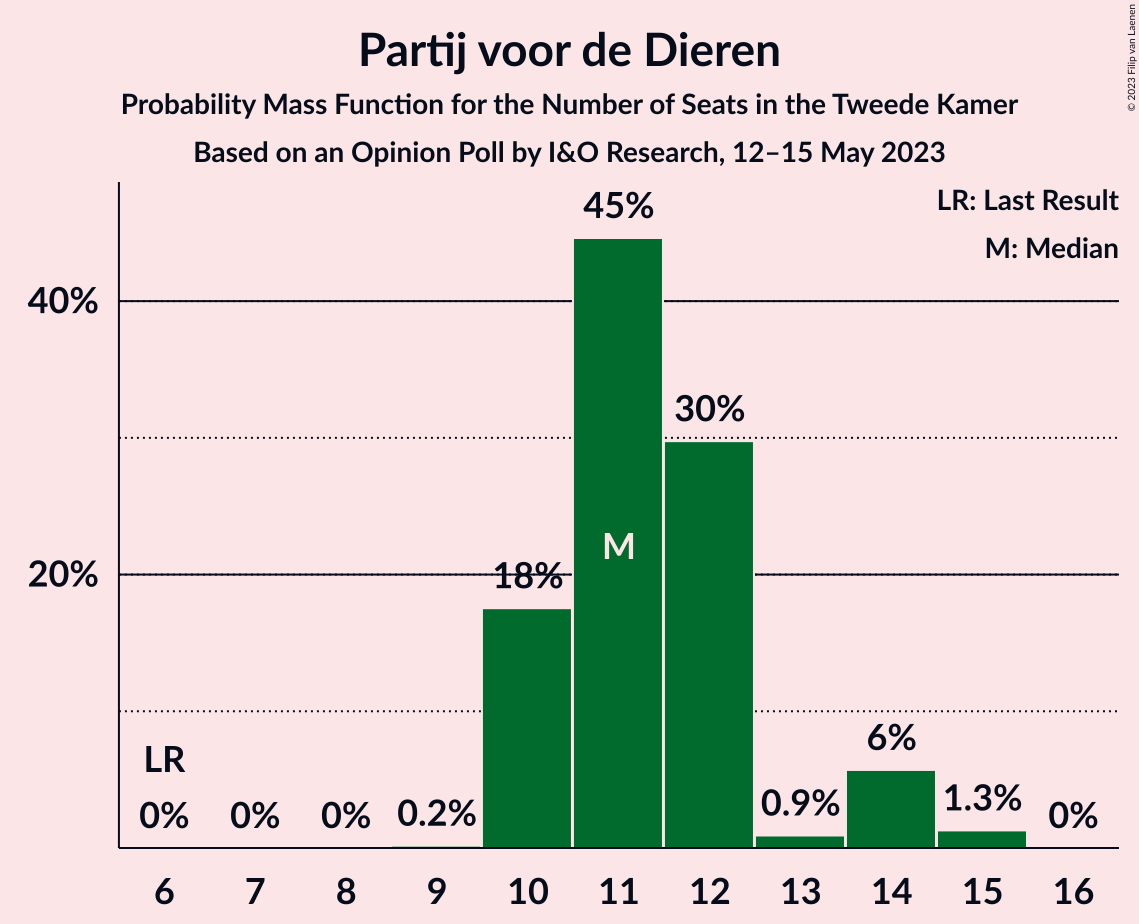 Partij voor de Dieren
Probability Mass Function for the Number of Seats in the Tweede Kamer
Based on an Opinion Poll by I&O Research, 12–15 May 2023
© 2023 Filip van Laenen
LR: Last Result
M: Median
45%
40%
30%
M
20%
18%
6%
LR
0%
0%
0%
0.2%
0.9%
1.3%
0%
6 7 8 9 10 11 12 13 14 15 16